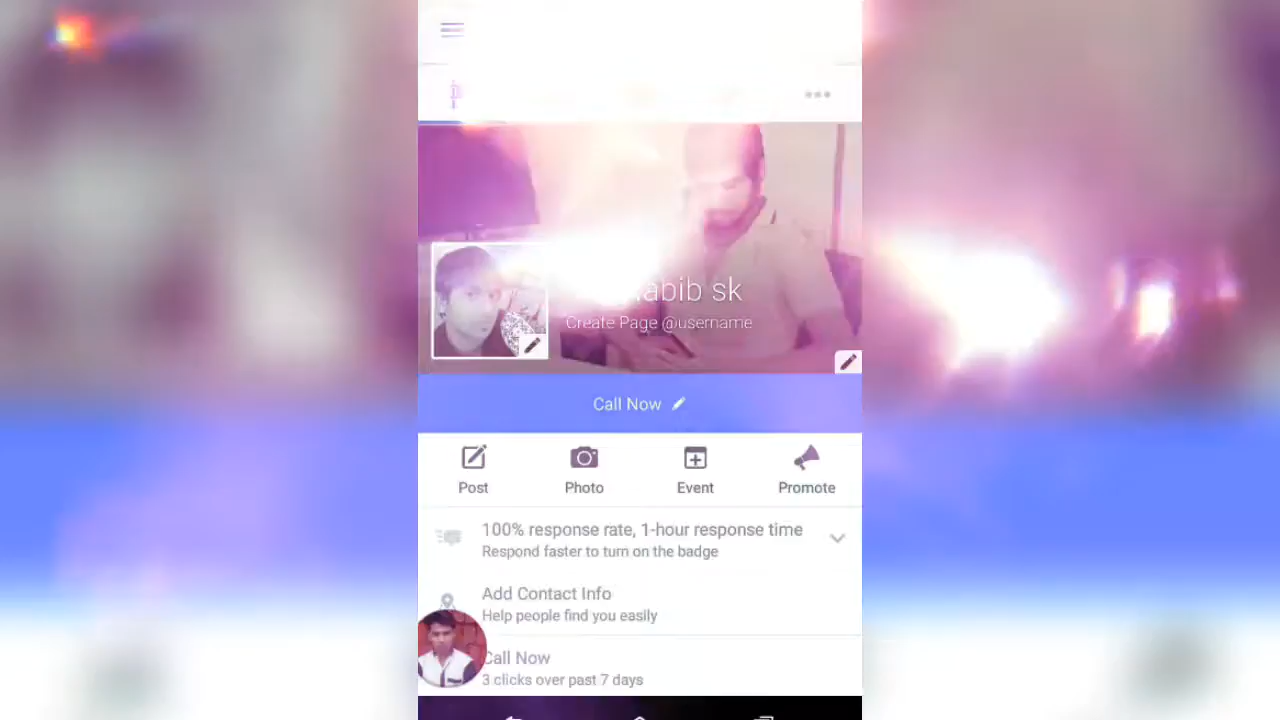 abib sk
Create Page @username
Call Now
Post
Photo
Event
Promote
100% response rate, 1-hour response time
Respond faster to turn on the badge
Add Contact Info
Help people find you easily
Call Now
3 clicks over past 7 days